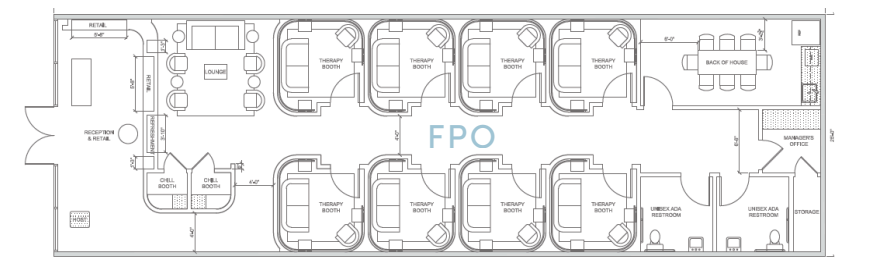 RETAIL
5'-8"
RETAIL
LOUNGE
RECEPTION
& RETAIL
CHILL
BOOTH
CHILL
BOOTH
HOST
4'-0"
4'-0"
THERAPY
BOOTH
THERAPY
BOOTH
THERAPY
BOOTH
THERAPY
BOOTH
4'-0"
FPO
THERAPY
BOOTH
THERAPY
BOOTH
THERAPY
BOOTH
THERAPY
BOOTH
6'-0"
BACK OF HOUSE
MANAGER'S
OFFICE
UNISEX ADA
RESTROOM
UNISEX ADA
RESTROOM
STORAGE